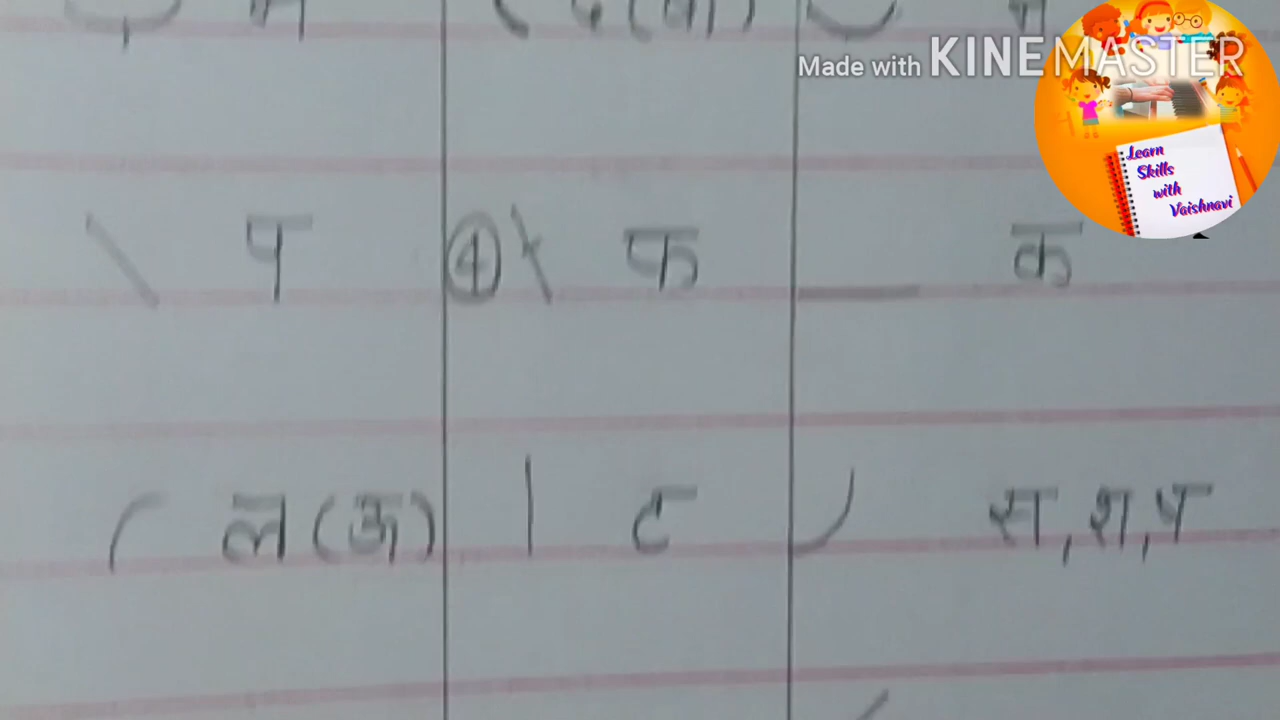 Made with KINEMASTER
Learn
Skills
with
Vaishnavi
प ④ फ क
ल (ऊ) ट स, श, ष